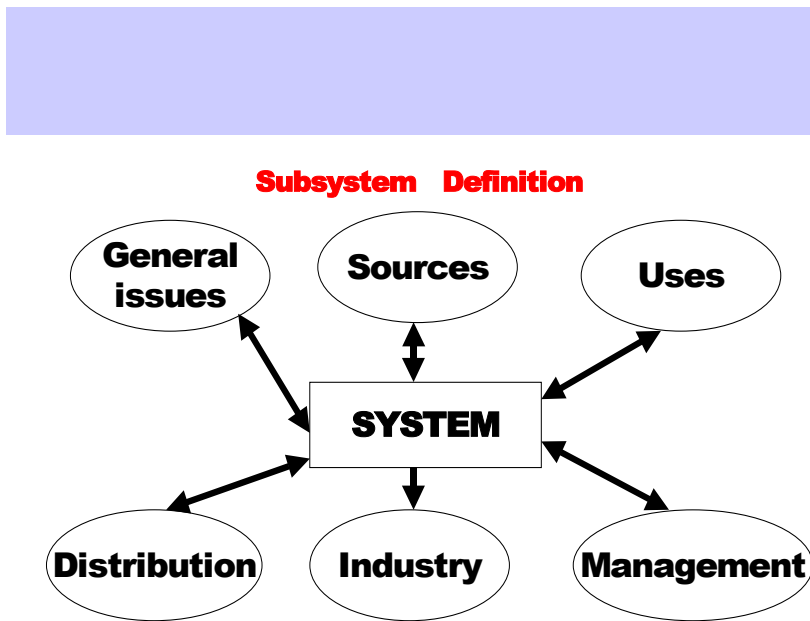 Subsystem Definition
General
issues
Sources
Uses
SYSTEM
Distribution
Industry
Management